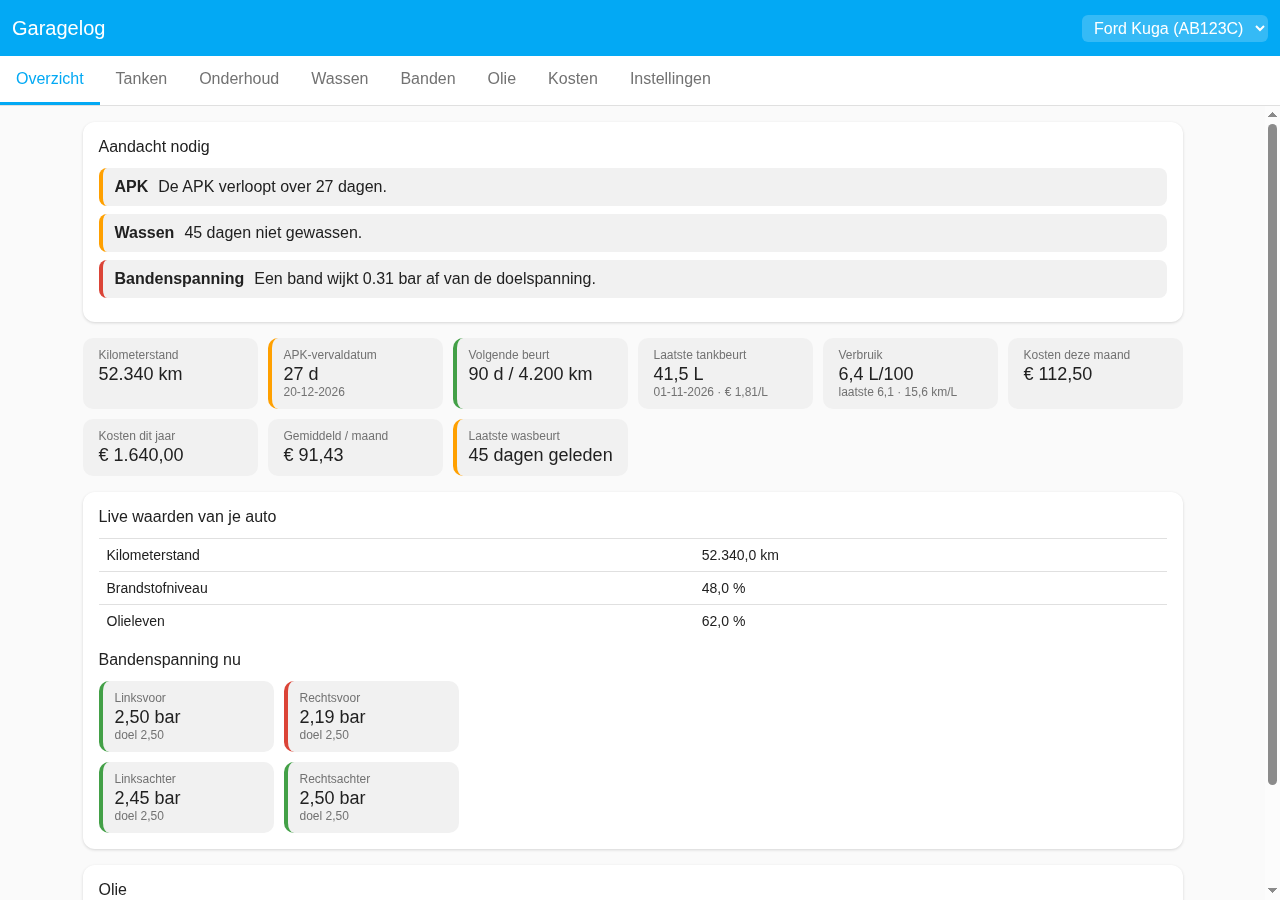 Garagelog
Ford Kuga (AB123C)
Overzicht Tanken Onderhoud Wassen Banden Olie Kosten Instellingen
Aandacht nodig
APK De APK verloopt over 27 dagen.
Wassen 45 dagen niet gewassen.
Bandenspanning Een band wijkt 0.31 bar af van de doelspanning.
Kilometerstand
52.340 km
APK-vervaldatum
27 d
20-12-2026
Volgende beurt
90 d / 4.200 km
Laatste tankbeurt
41,5 L
01-11-2026 · € 1,81/L
Verbruik
6,4 L/100
laatste 6,1 · 15,6 km/L
Kosten deze maand
€ 112,50
Kosten dit jaar
€ 1.640,00
Gemiddeld / maand
€ 91,43
Laatste wasbeurt
45 dagen geleden
Live waarden van je auto
Kilometerstand 52.340,0 km
Brandstofniveau 48,0 %
Olieleven 62,0 %
Bandenspanning nu
Linksvoor
2,50 bar
doel 2,50
Rechtsvoor
2,19 bar
doel 2,50
Linksachter
2,45 bar
doel 2,50
Rechtsachter
2,50 bar
doel 2,50
Olie